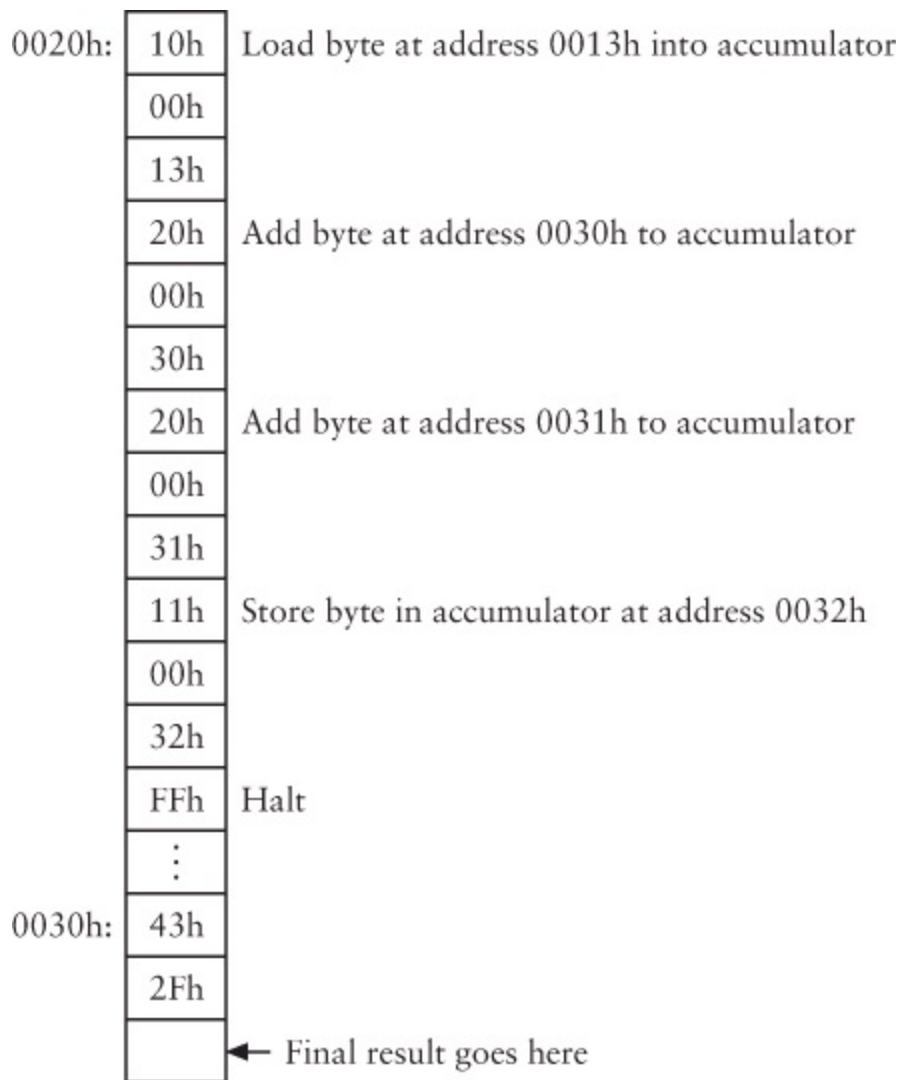 0020h: 10h Load byte at address 0013h into accumulator
00h
13h
20h Add byte at address 0030h to accumulator
00h
30h
20h Add byte at address 0031h to accumulator
00h
31h
11h Store byte in accumulator at address 0032h
00h
32h
FFh Halt
⋮
0030h: 43h
2Fh
Final result goes here